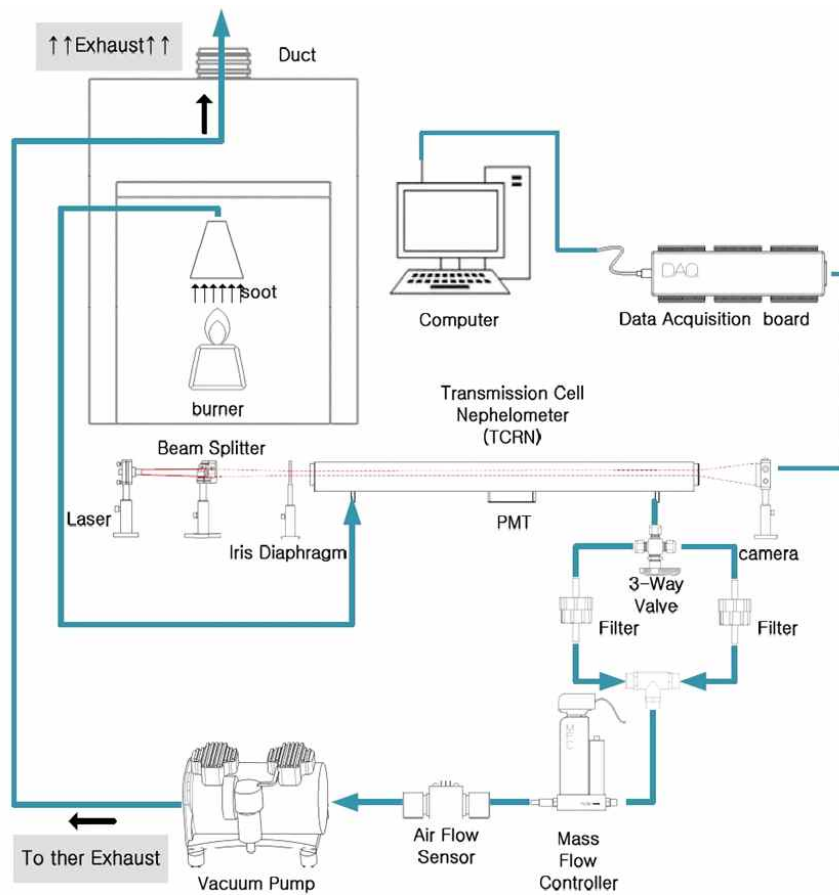 ↑↑Exhaust↑↑
Duct
soot
burner
Computer
DAQ
Data Acquisition board
Transmission Cell
Nephelometer
(TCRN)
Beam Splitter
Laser
Iris Diaphragm
PMT
camera
3-Way
Valve
Filter
Filter
Air Flow
Sensor
Mass
Flow
Controller
Vacuum Pump
To ther Exhaust